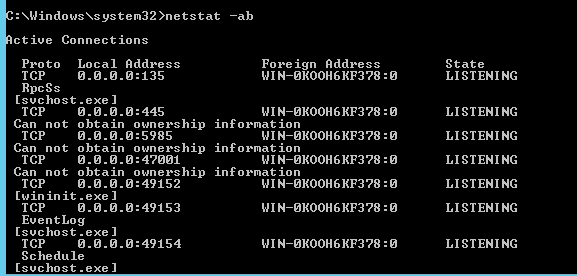 C:\Windows\system32>netstat -ab
Active Connections
Proto Local Address Foreign Address State
TCP 0.0.0.0:135 WIN-0KOOH6KF378:0 LISTENING
RpcSs
[svchost.exe]
TCP 0.0.0.0:445 WIN-0KOOH6KF378:0 LISTENING
Can not obtain ownership information
TCP 0.0.0.0:5985 WIN-0KOOH6KF378:0 LISTENING
Can not obtain ownership information
TCP 0.0.0.0:47001 WIN-0KOOH6KF378:0 LISTENING
Can not obtain ownership information
TCP 0.0.0.0:49152 WIN-0KOOH6KF378:0 LISTENING
[wininit.exe]
TCP 0.0.0.0:49153 WIN-0KOOH6KF378:0 LISTENING
EventLog
[svchost.exe]
TCP 0.0.0.0:49154 WIN-0KOOH6KF378:0 LISTENING
Schedule
[svchost.exe]